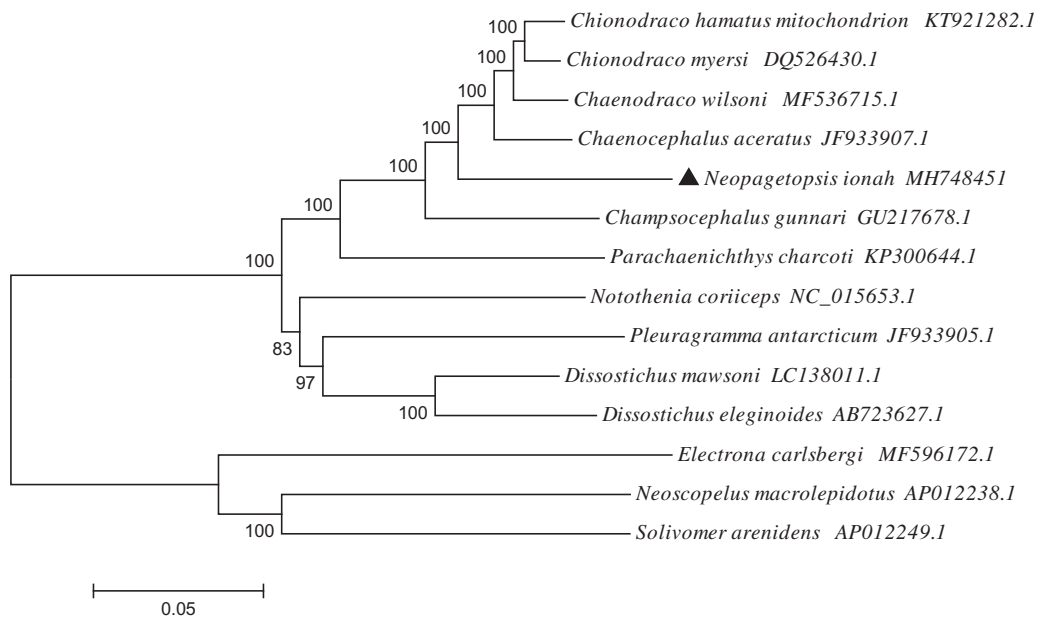 Chionodraco hamatus mitochondrion KT921282.1
100
Chionodraco myersi DQ526430.1
100
Chaenodraco wilsoni MF536715.1
100
Chaenocephalus aceratus JF933907.1
100
Neopagetopsis ionah MH748451
100
Champsocephalus gunnari GU217678.1
100
Parachaenichthys charcoti KP300644.1
100
Notothenia coriiceps NC_015653.1
Pleuragramma antarcticum JF933905.1
83
Dissostichus mawsoni LC138011.1
97
Dissostichus eleginoides AB723627.1
100
Electrona carlsbergi MF596172.1
Neoscopelus macrolepidotus AP012238.1
100
Solivomer arenidens AP012249.1
0.05